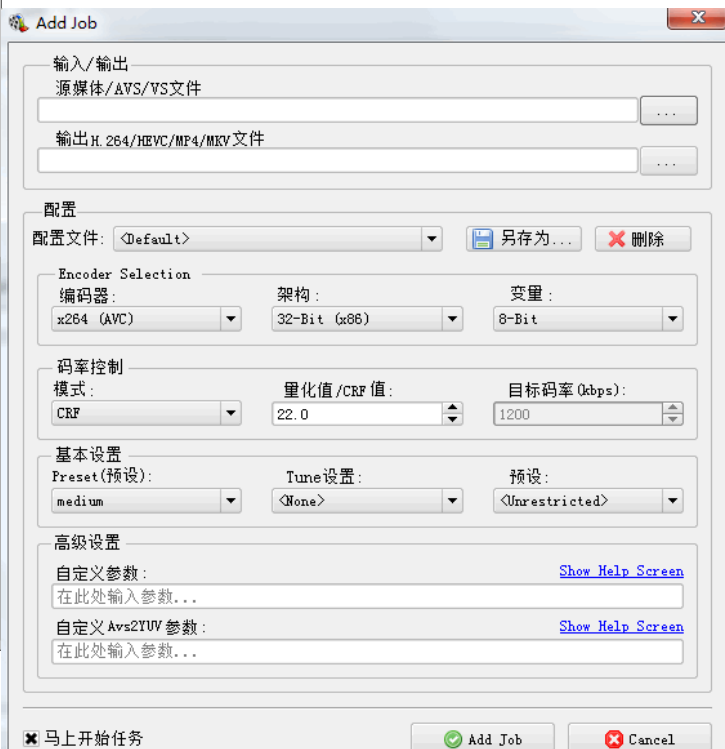 Add Job
输入/输出
源媒体/AVS/VS文件
...
输出H.264/HEVC/MP4/MKV文件
...
配置
配置文件: <Default> 另存为... 删除
Encoder Selection
编码器: 架构: 变量:
x264 (AVC) 32-Bit (x86) 8-Bit
码率控制
模式: 量化值/CRF值: 目标码率(kbps):
CRF 22.0 1200
基本设置
Preset(预设): Tune设置: 预设:
medium <None> <Unrestricted>
高级设置
自定义参数: Show Help Screen
在此处输入参数...
自定义Avs2YUV参数: Show Help Screen
在此处输入参数...
马上开始任务 Add Job Cancel